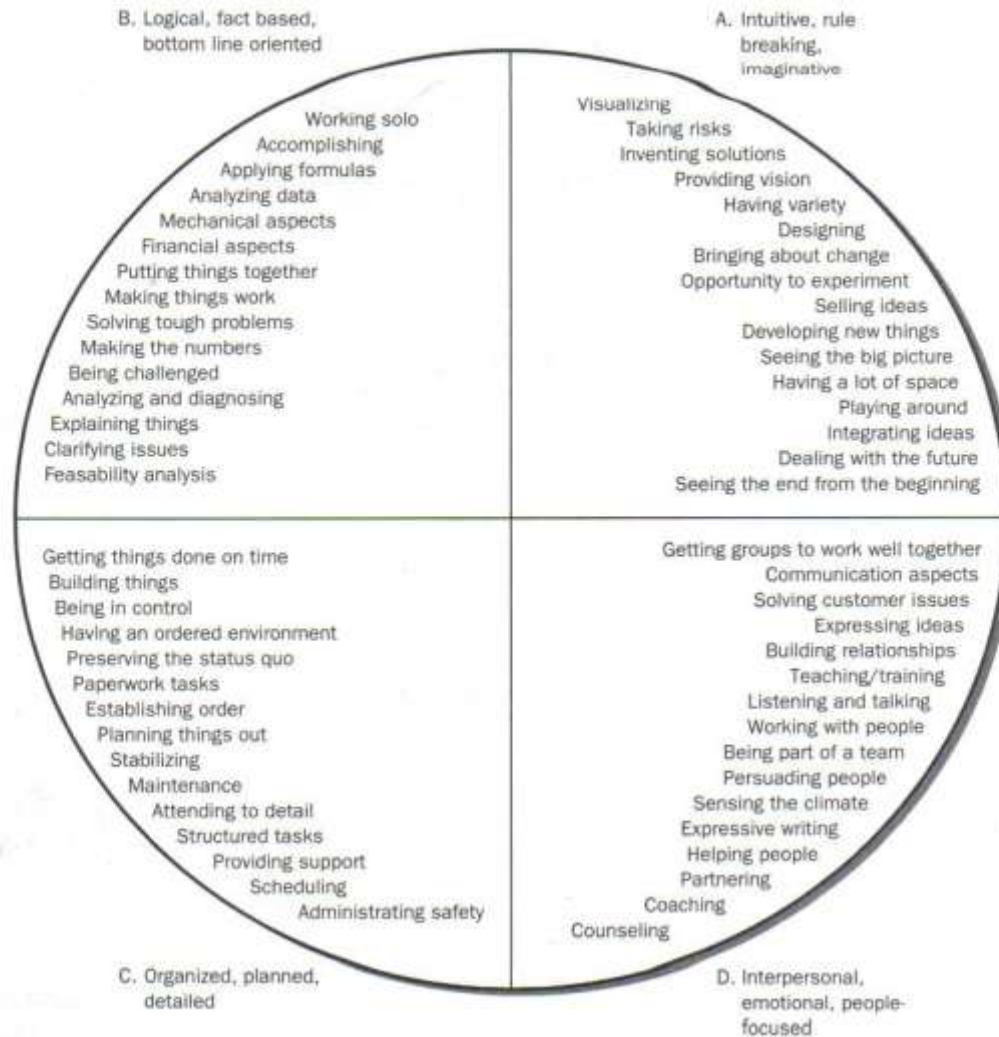 B. Logical, fact based,
bottom line oriented
A. Intuitive, rule
breaking,
imaginative
Working solo
Accomplishing
Applying formulas
Analyzing data
Mechanical aspects
Financial aspects
Putting things together
Making things work
Solving tough problems
Making the numbers
Being challenged
Analyzing and diagnosing
Explaining things
Clarifying issues
Feasability analysis
Visualizing
Taking risks
Inventing solutions
Providing vision
Having variety
Designing
Bringing about change
Opportunity to experiment
Selling ideas
Developing new things
Seeing the big picture
Having a lot of space
Playing around
Integrating ideas
Dealing with the future
Seeing the end from the beginning
Getting things done on time
Building things
Being in control
Having an ordered environment
Preserving the status quo
Paperwork tasks
Establishing order
Planning things out
Stabilizing
Maintenance
Attending to detail
Structured tasks
Providing support
Scheduling
Administrating safety
Getting groups to work well together
Communication aspects
Solving customer issues
Expressing ideas
Building relationships
Teaching/training
Listening and talking
Working with people
Being part of a team
Persuading people
Sensing the climate
Expressive writing
Helping people
Partnering
Coaching
Counseling
C. Organized, planned,
detailed
D. Interpersonal,
emotional, people-
focused